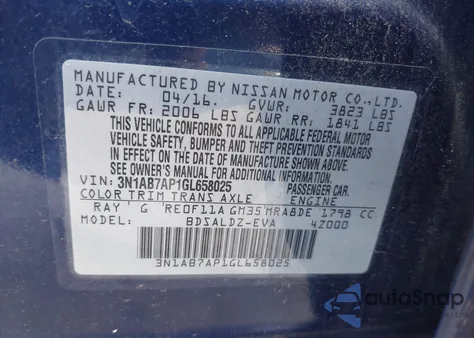 MANUFACTURED BY NISSAN MOTOR CO., LTD.
DATE: 04/16. GVWR: 3823 LBS
GAWR FR: 2006 LBS GAWR RR: 1841 LBS
THIS VEHICLE CONFORMS TO ALL APPLICABLE FEDERAL MOTOR
VEHICLE SAFETY, BUMPER, AND THEFT PREVENTION STANDARDS
IN EFFECT ON THE DATE OF MANUFACTURE SHOWN ABOVE.
SEE OWNER'S MANUAL FOR ADDITIONAL INFORMATION.
VIN: 3N1AB7AP1GL658025 PASSENGER CAR
COLOR TRIM TRANS AXLE ENGINE
RAY G RE0F11A GM35 MRA8DE 1798 CC
MODEL: BDSALDZ-EVA 42000
3N1AB7AP1GL658025
autoSnap